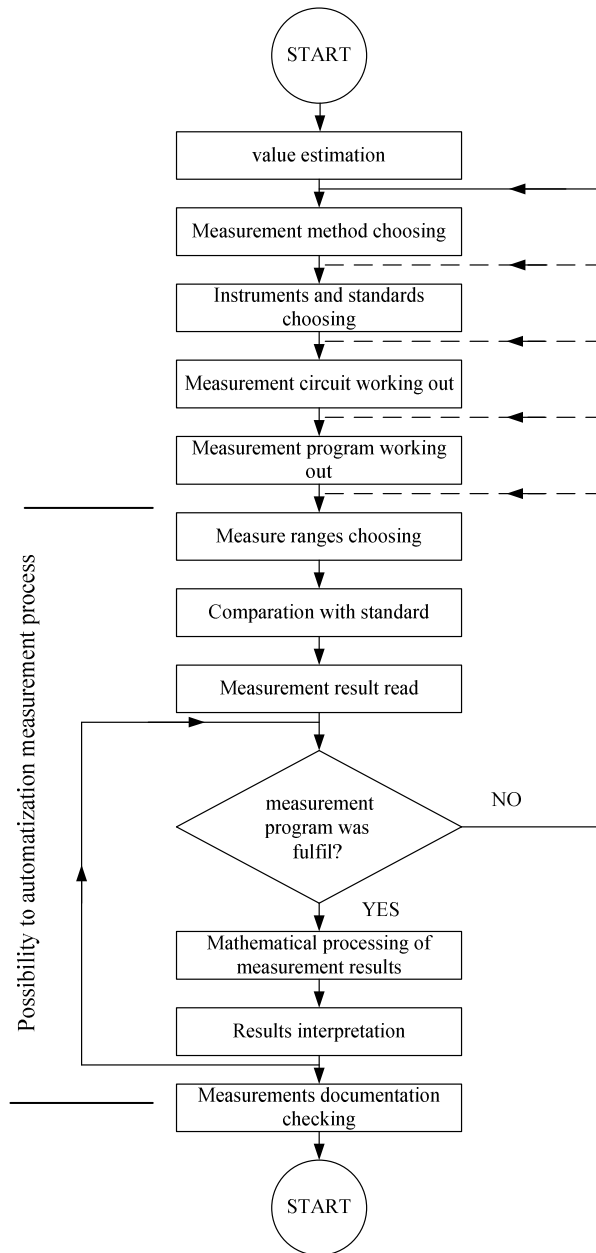 START
value estimation
Measurement method choosing
Instruments and standards
choosing
Measurement circuit working out
Measurement program working
out
Measure ranges choosing
Comparation with standard
Measurement result read
measurement
program was
fulfil?
NO
YES
Mathematical processing of
measurement results
Results interpretation
Measurements documentation
checking
START
Possibility to automatization measurement process